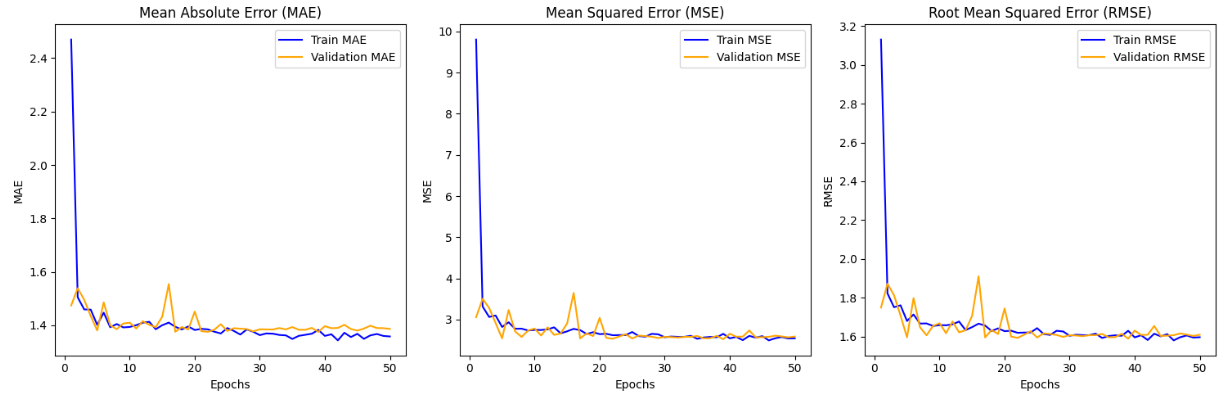 Mean Absolute Error (MAE)
Train MAE
Validation MAE
MAE
2.4
2.2
2.0
1.8
1.6
1.4
0 10 20 30 40 50
Epochs
Mean Squared Error (MSE)
Train MSE
Validation MSE
MSE
10
9
8
7
6
5
4
3
0 10 20 30 40 50
Epochs
Root Mean Squared Error (RMSE)
Train RMSE
Validation RMSE
RMSE
3.2
3.0
2.8
2.6
2.4
2.2
2.0
1.8
1.6
0 10 20 30 40 50
Epochs